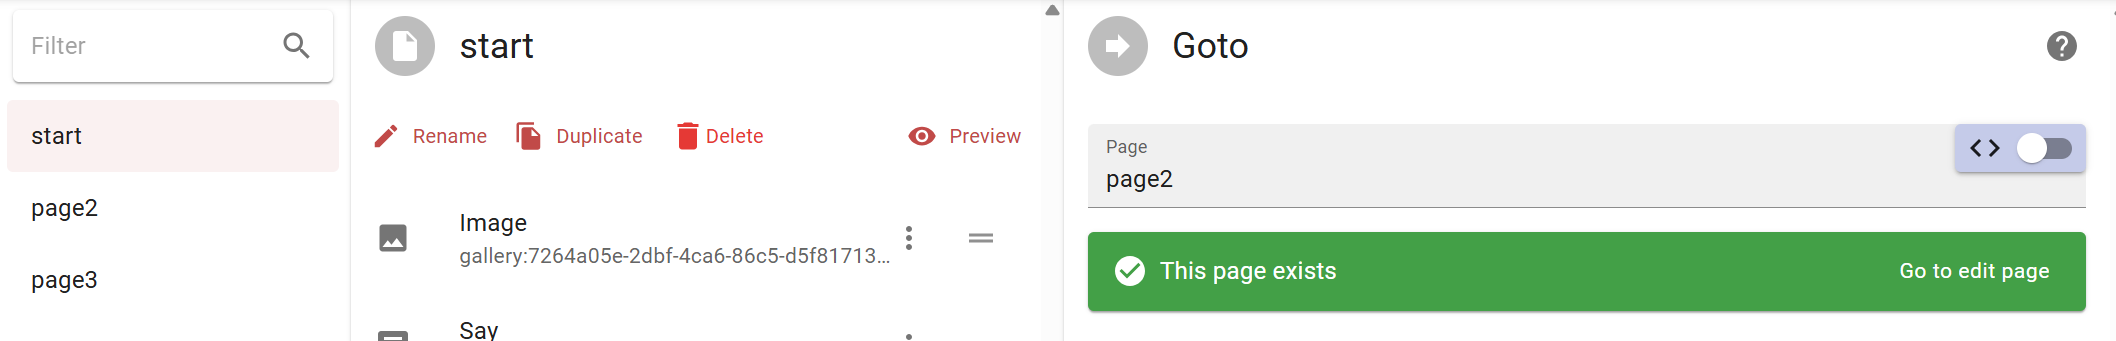 Filter
start
page2
page3
start
Rename
Duplicate
Delete
Preview
Image
gallery:7264a05e-2dbf-4ca6-86c5-d5f81713...
Say
Goto
Page
page2
This page exists
Go to edit page